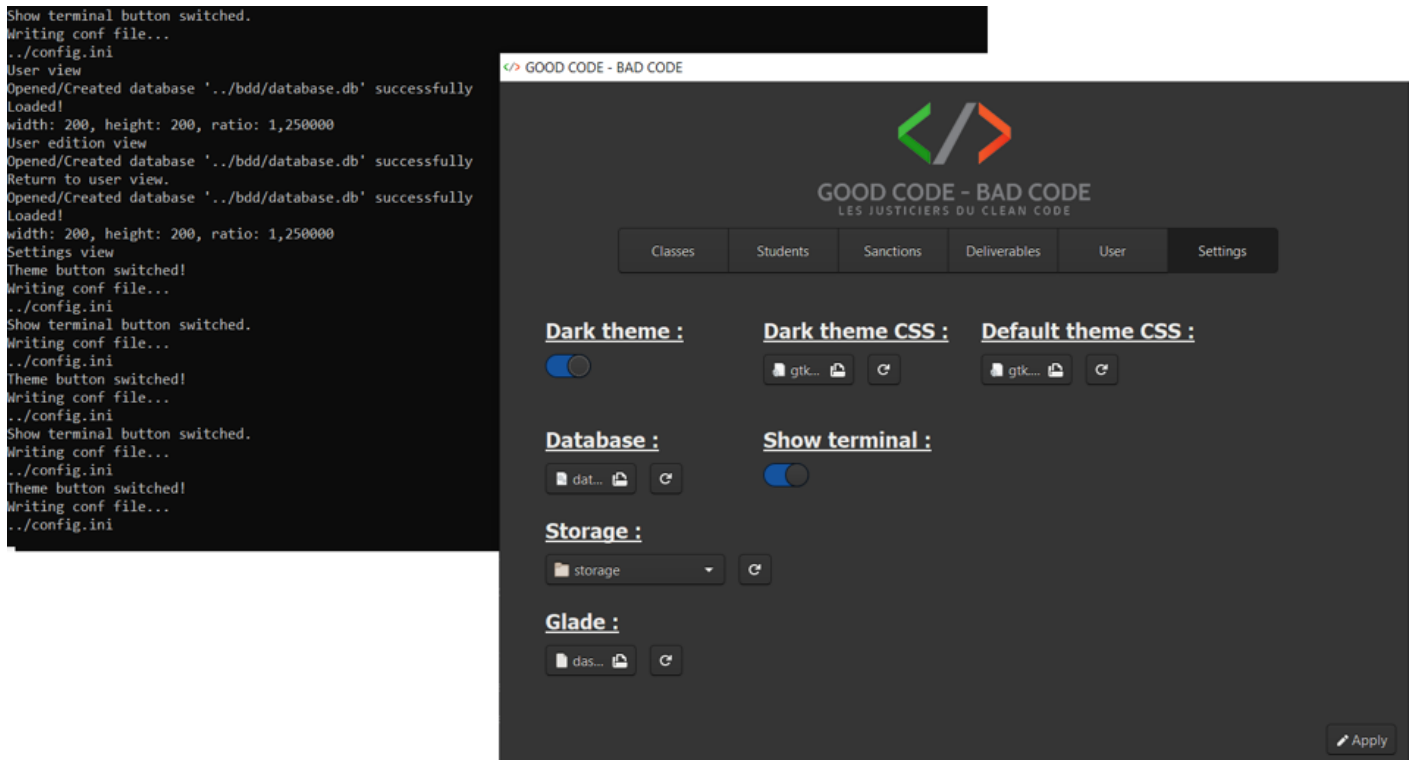 Show terminal button switched.
Writing conf file...
../config.ini
User view
Opened/Created database '../bdd/database.db' successfully
Loaded!
width: 200, height: 200, ratio: 1,250000
User edition view
Opened/Created database '../bdd/database.db' successfully
Return to user view.
Opened/Created database '../bdd/database.db' successfully
Loaded!
width: 200, height: 200, ratio: 1,250000
Settings view
Theme button switched!
Writing conf file...
../config.ini
Show terminal button switched.
Writing conf file...
../config.ini
Theme button switched!
Writing conf file...
../config.ini
Show terminal button switched.
Writing conf file...
../config.ini
Theme button switched!
Writing conf file...
../config.ini
</> GOOD CODE - BAD CODE
</>
GOOD CODE - BAD CODE
LES JUSTICIERS DU CLEAN CODE
Classes Students Sanctions Deliverables User Settings
Dark theme : Dark theme CSS : Default theme CSS :
gtk... gtk...
Database : Show terminal :
dat...
Storage :
storage
Glade :
das...
Apply